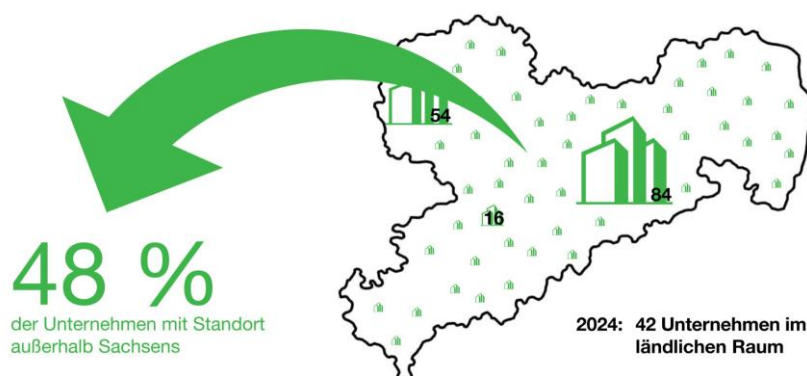 54
84
16
48 %
der Unternehmen mit Standort
außerhalb Sachsens
2024: 42 Unternehmen im
ländlichen Raum